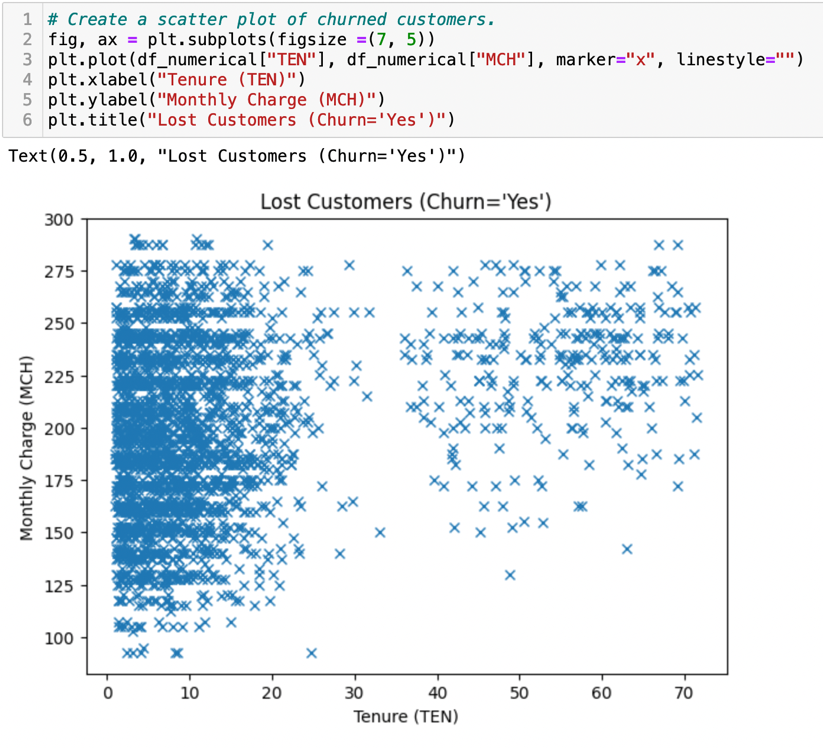 1 # Create a scatter plot of churned customers.
2 fig, ax = plt.subplots(figsize =(7, 5))
3 plt.plot(df_numerical["TEN"], df_numerical["MCH"], marker="x", linestyle="")
4 plt.xlabel("Tenure (TEN)")
5 plt.ylabel("Monthly Charge (MCH)")
6 plt.title("Lost Customers (Churn='Yes')")
Text(0.5, 1.0, "Lost Customers (Churn='Yes')")
Lost Customers (Churn='Yes')
300
275
250
225
200
175
150
125
100
Monthly Charge (MCH)
0 10 20 30 40 50 60 70
Tenure (TEN)